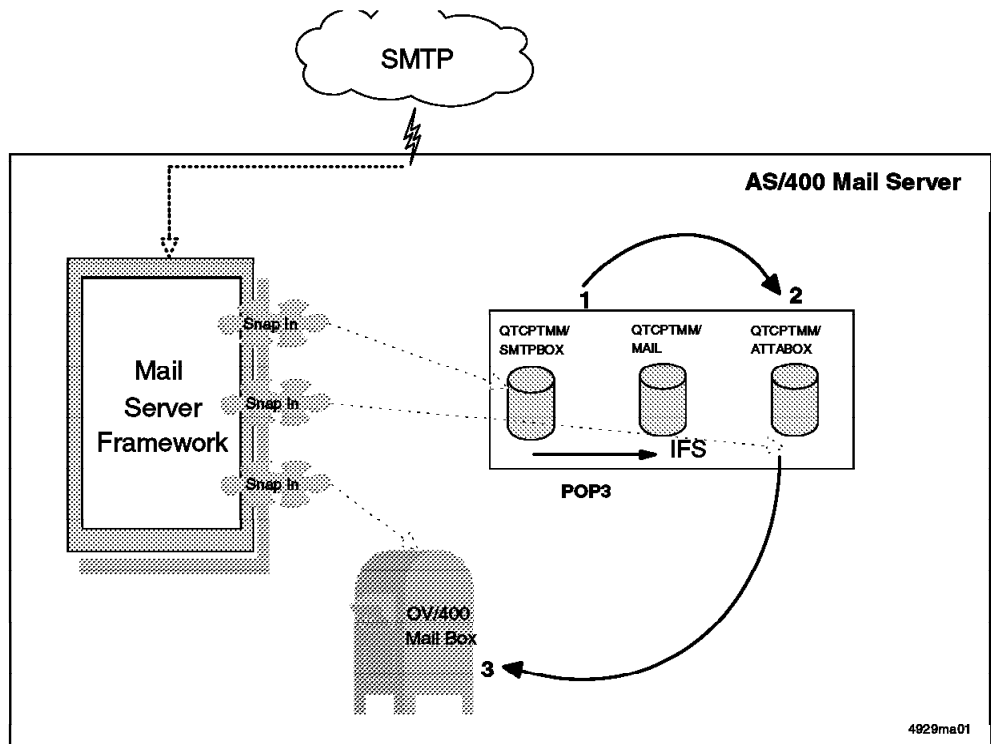 SMTP
AS/400 Mail Server
1
2
Snap In
QTCPTMM/
SMTPBOX
QTCPTMM/
MAIL
QTCPTMM/
ATTABOX
Mail
Server
Framework
Snap In
IFS
Snap In
POP3
OV/400
Mail Box
3
4929ma01